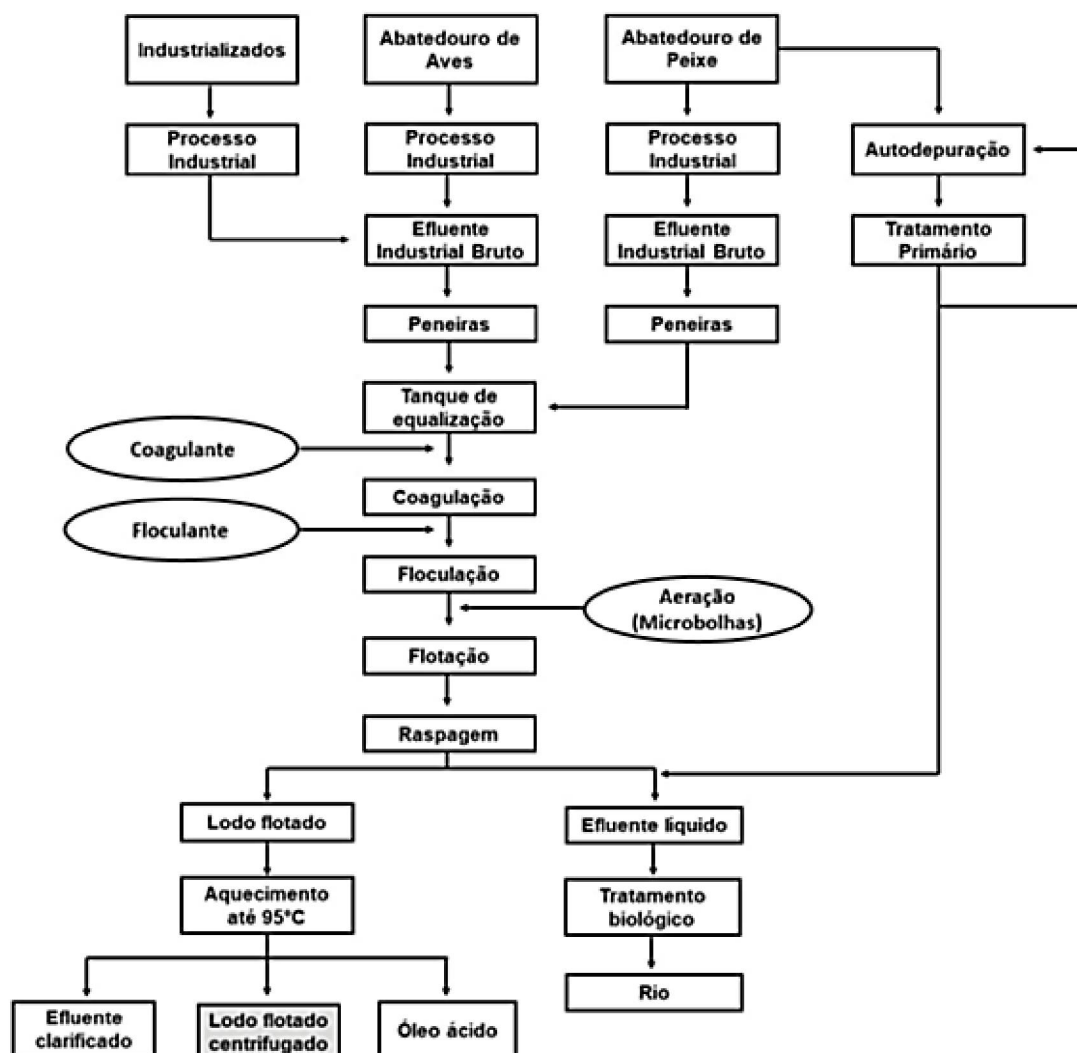 Industrializados
Abatedouro de
Aves
Abatedouro de
Peixe
Processo
Industrial
Processo
Industrial
Processo
Industrial
Autodepuração
Efluente
Industrial Bruto
Efluente
Industrial Bruto
Tratamento
Primário
Peneiras
Peneiras
Tanque de
equalização
Coagulante
Coagulação
Floculante
Floculação
Aeração
(Microbolhas)
Flotação
Raspagem
Lodo flotado
Efluente líquido
Aquecimento
até 95°C
Tratamento
biológico
Rio
Efluente
clarificado
Lodo flotado
centrifugado
Óleo ácido